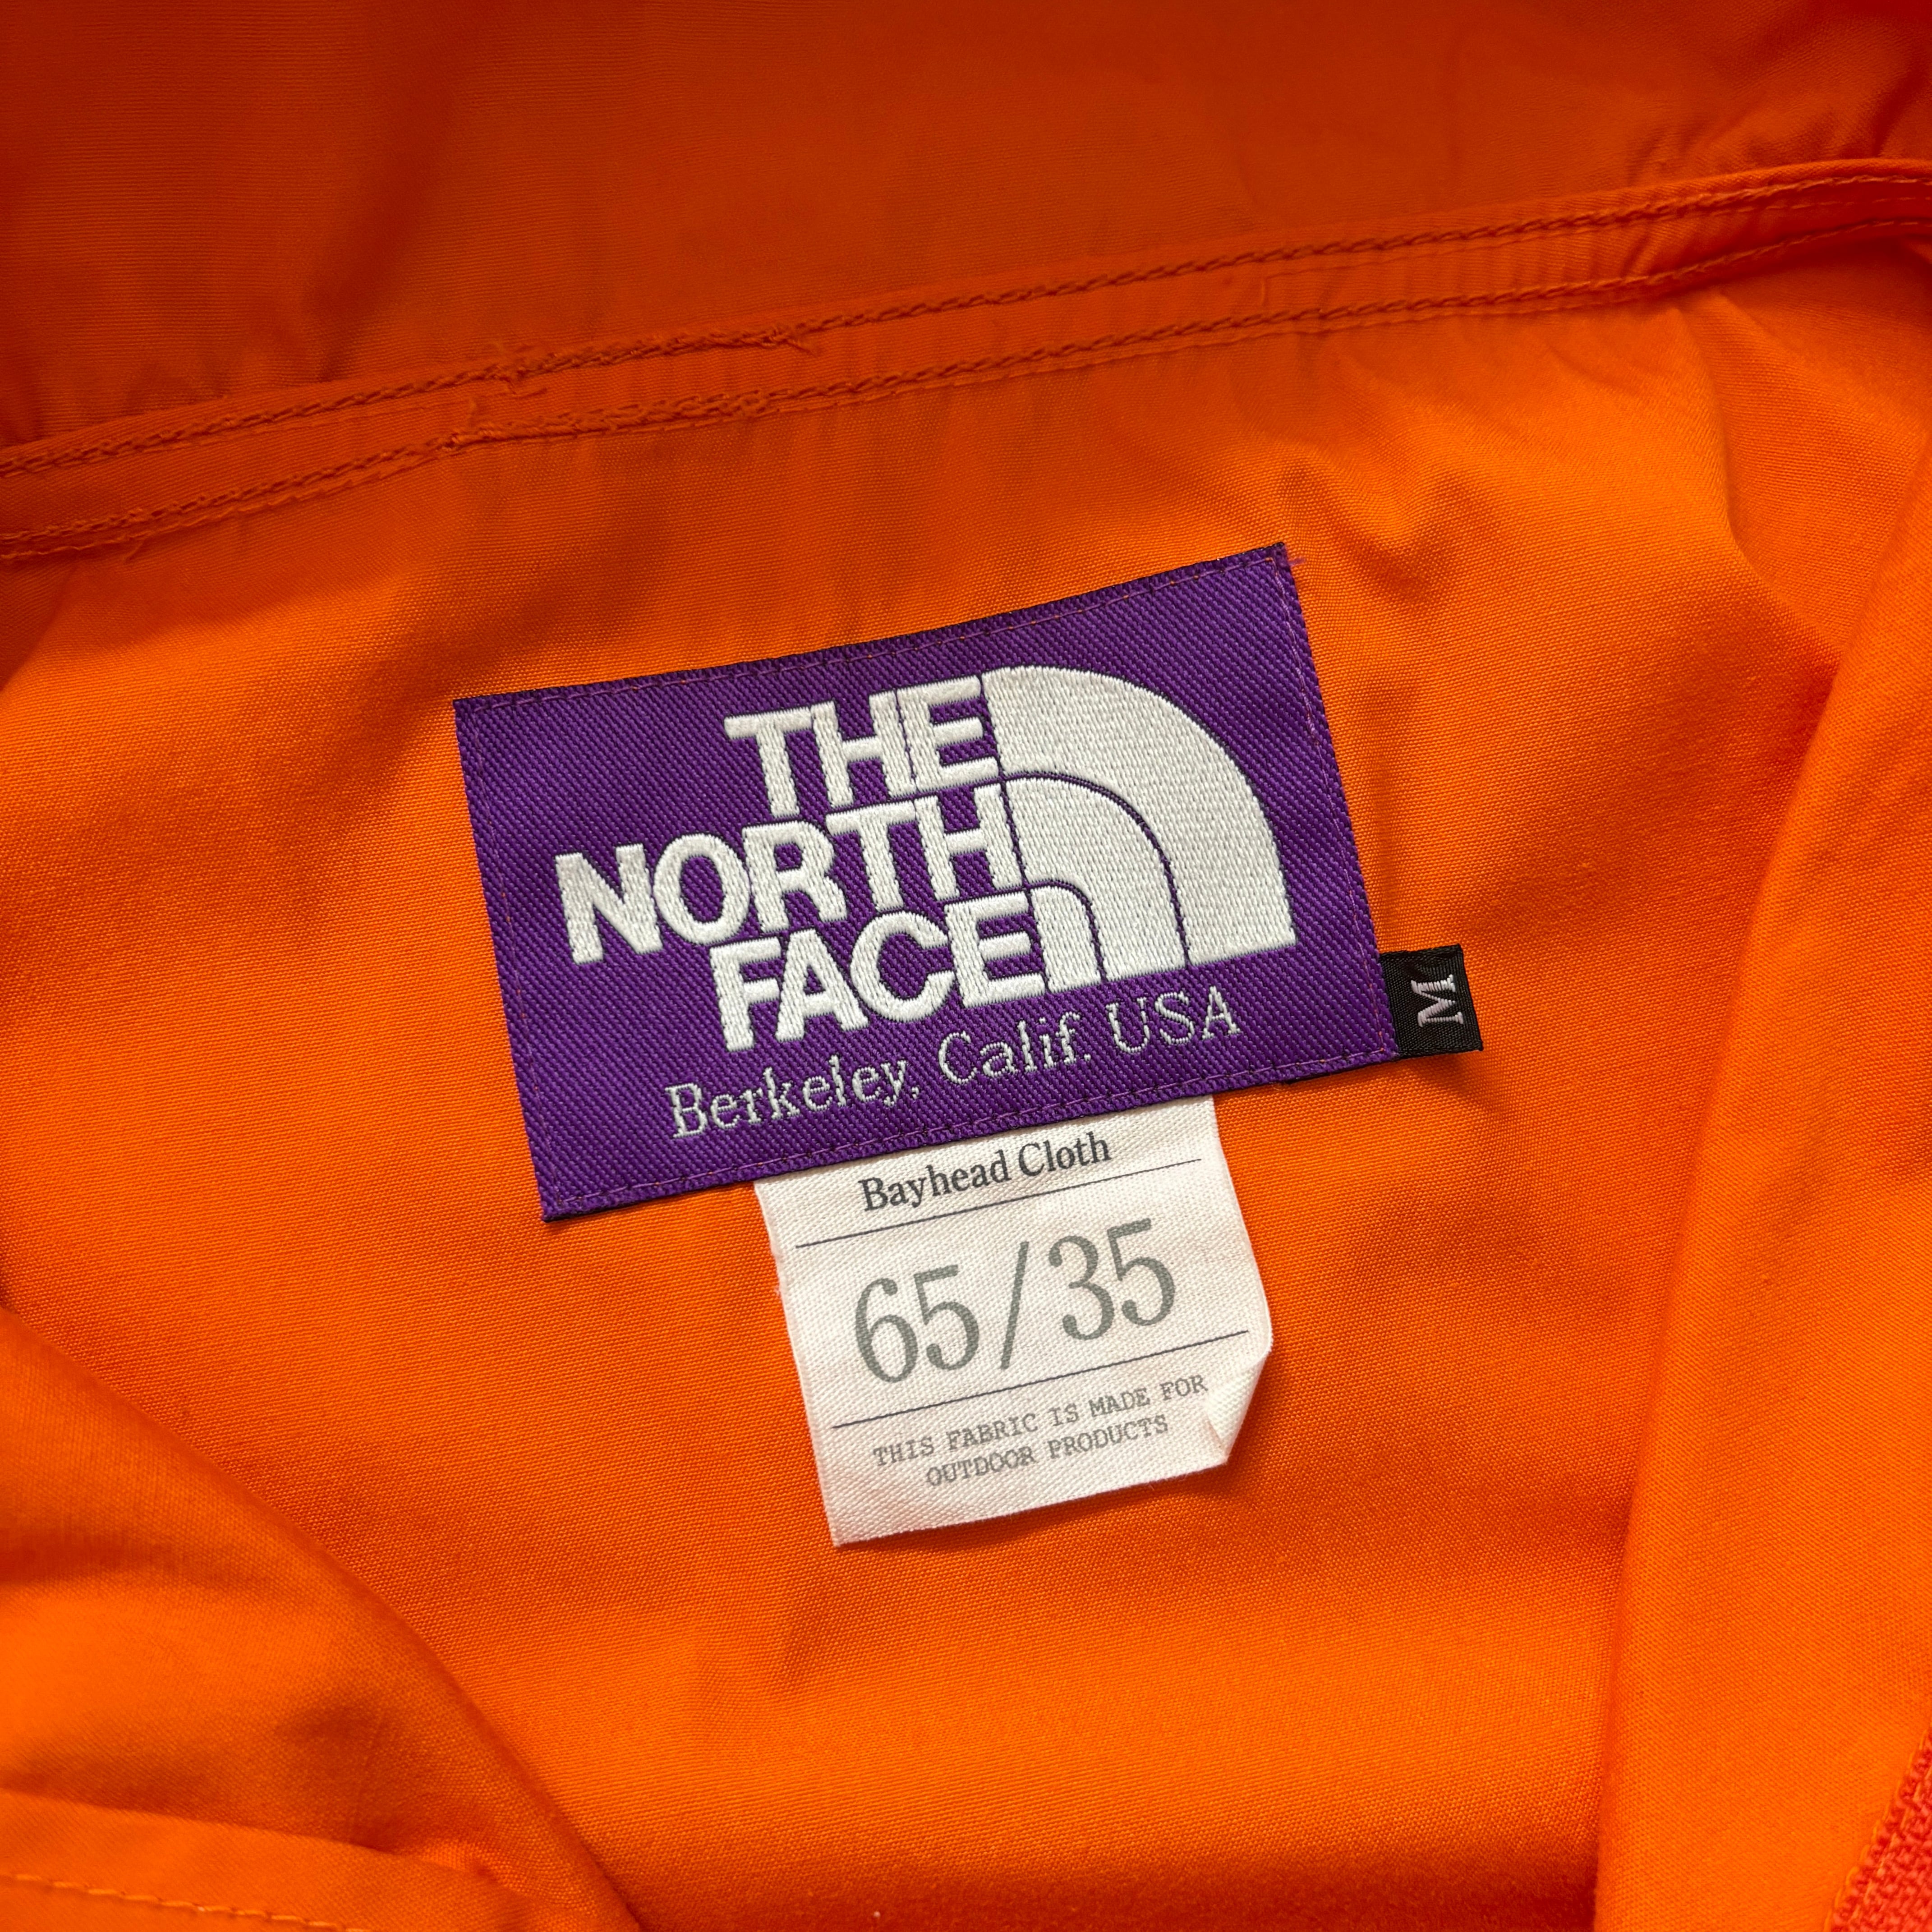 THE
NORTH
FACE
Berkeley, Calif. USA
M
Bayhead Cloth
65/35
THIS FABRIC IS MADE FOR
OUTDOOR PRODUCTS